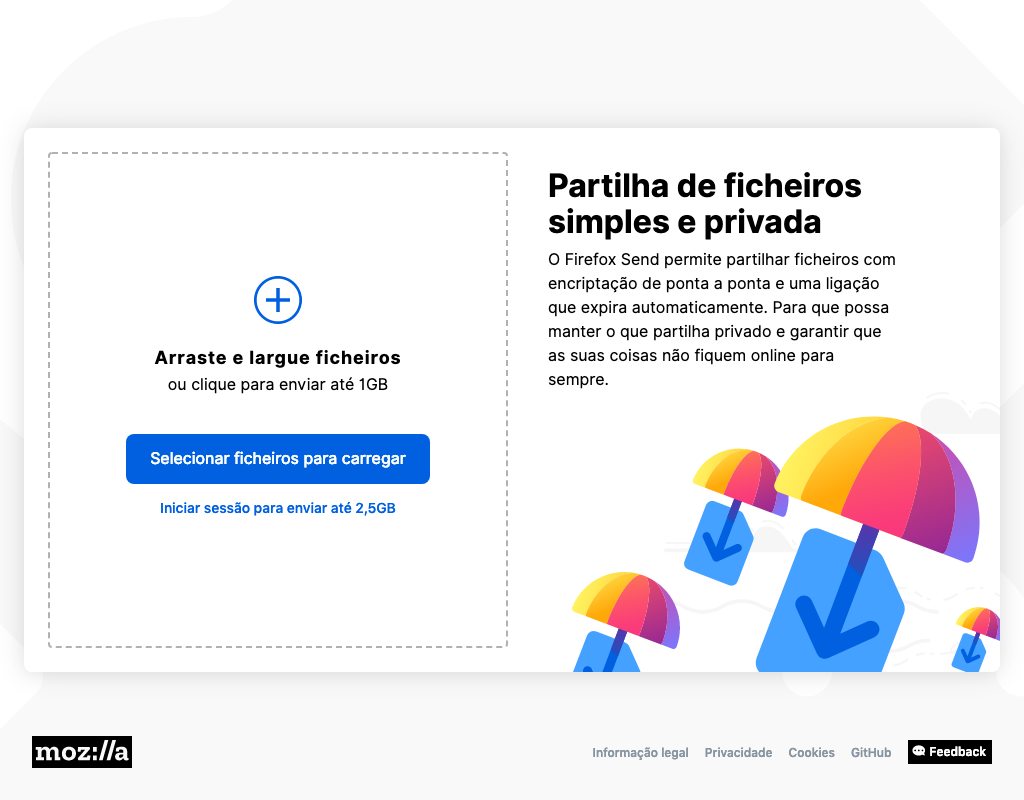 Arraste e largue ficheiros
ou clique para enviar até 1GB
Selecionar ficheiros para carregar
Iniciar sessão para enviar até 2,5GB
Partilha de ficheiros
simples e privada
O Firefox Send permite partilhar ficheiros com
encriptação de ponta a ponta e uma ligação
que expira automaticamente. Para que possa
manter o que partilha privado e garantir que
as suas coisas não fiquem online para
sempre.
moz://a
Informação legal
Privacidade
Cookies
GitHub
Feedback